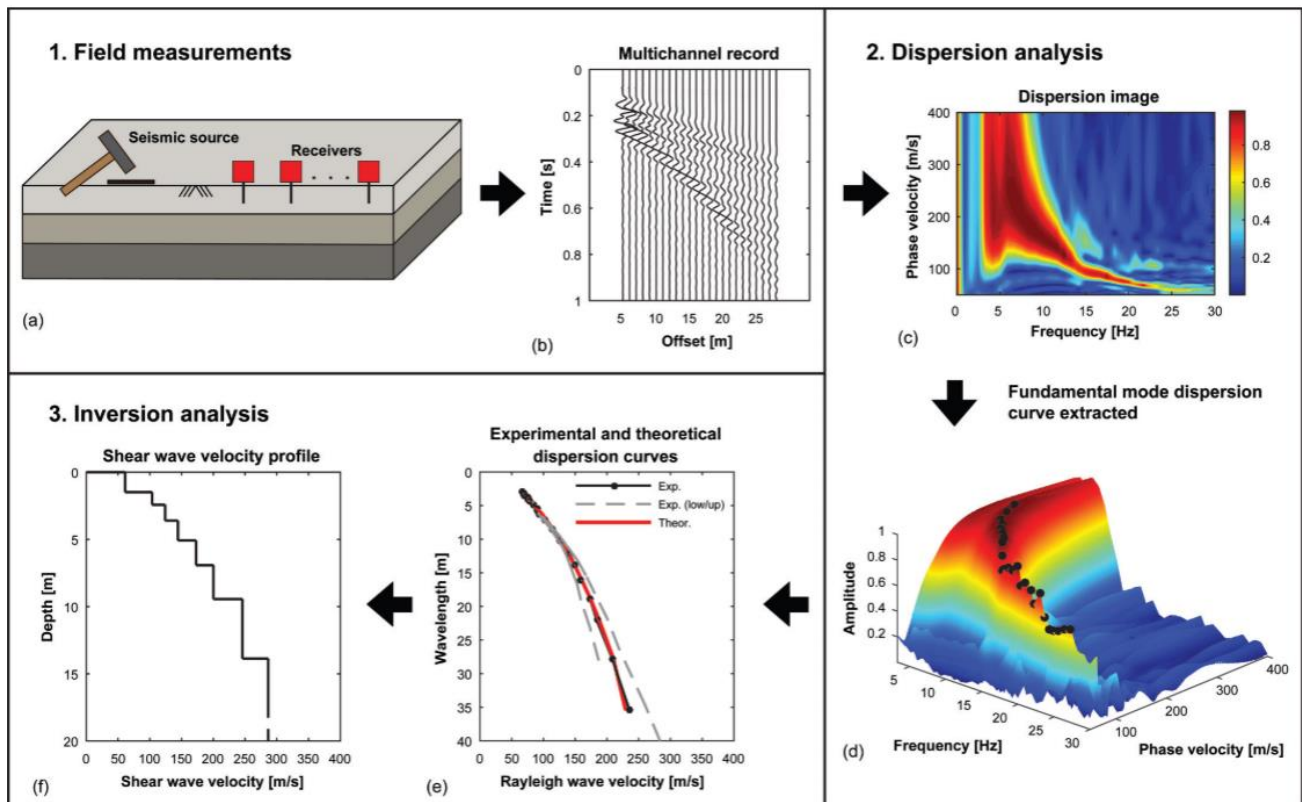 1. Field measurements
Seismic source
Receivers
(a)
Multichannel record
0
0.2
0.4
0.6
0.8
1
Time [s]
5 10 15 20 25
Offset [m]
(b)
2. Dispersion analysis
Dispersion image
400
300
200
100
Phase velocity [m/s]
0 5 10 15 20 25 30
Frequency [Hz]
0.8
0.6
0.4
0.2
(c)
Fundamental mode dispersion
curve extracted
1
0.8
0.6
0.4
0.2
Amplitude
5 10 15 20 25 30
Frequency [Hz]
100 200 300 400
Phase velocity [m/s]
(d)
3. Inversion analysis
Experimental and theoretical
dispersion curves
Exp.
Exp. (low/up)
Theor.
0
5
10
15
20
25
30
35
40
Wavelength [m]
0 50 100 150 200 250 300 350 400
Rayleigh wave velocity [m/s]
(e)
Shear wave velocity profile
0
5
10
15
20
Depth [m]
0 50 100 150 200 250 300 350 400
Shear wave velocity [m/s]
(f)